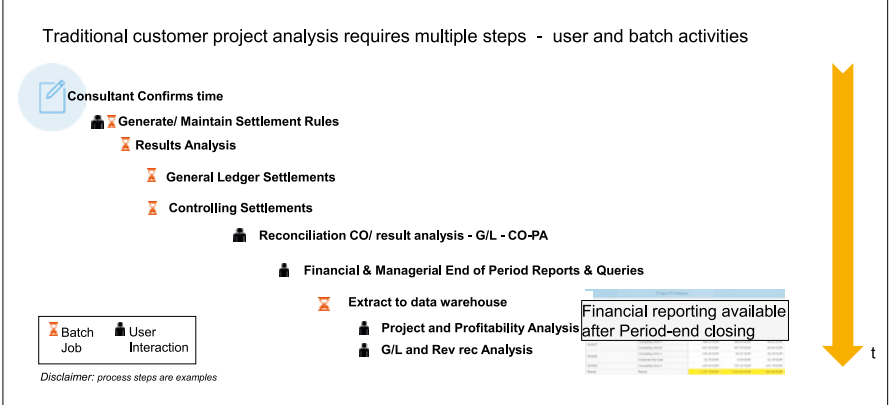 Traditional customer project analysis requires multiple steps - user and batch activities
Consultant Confirms time
Generate/ Maintain Settlement Rules
Results Analysis
General Ledger Settlements
Controlling Settlements
Reconciliation CO/ result analysis - G/L - CO-PA
Financial & Managerial End of Period Reports & Queries
Extract to data warehouse
Project and Profitability Analysis
G/L and Rev rec Analysis
Financial reporting available
after Period-end closing
t
Batch
Job
User
Interaction
Disclaimer: process steps are examples